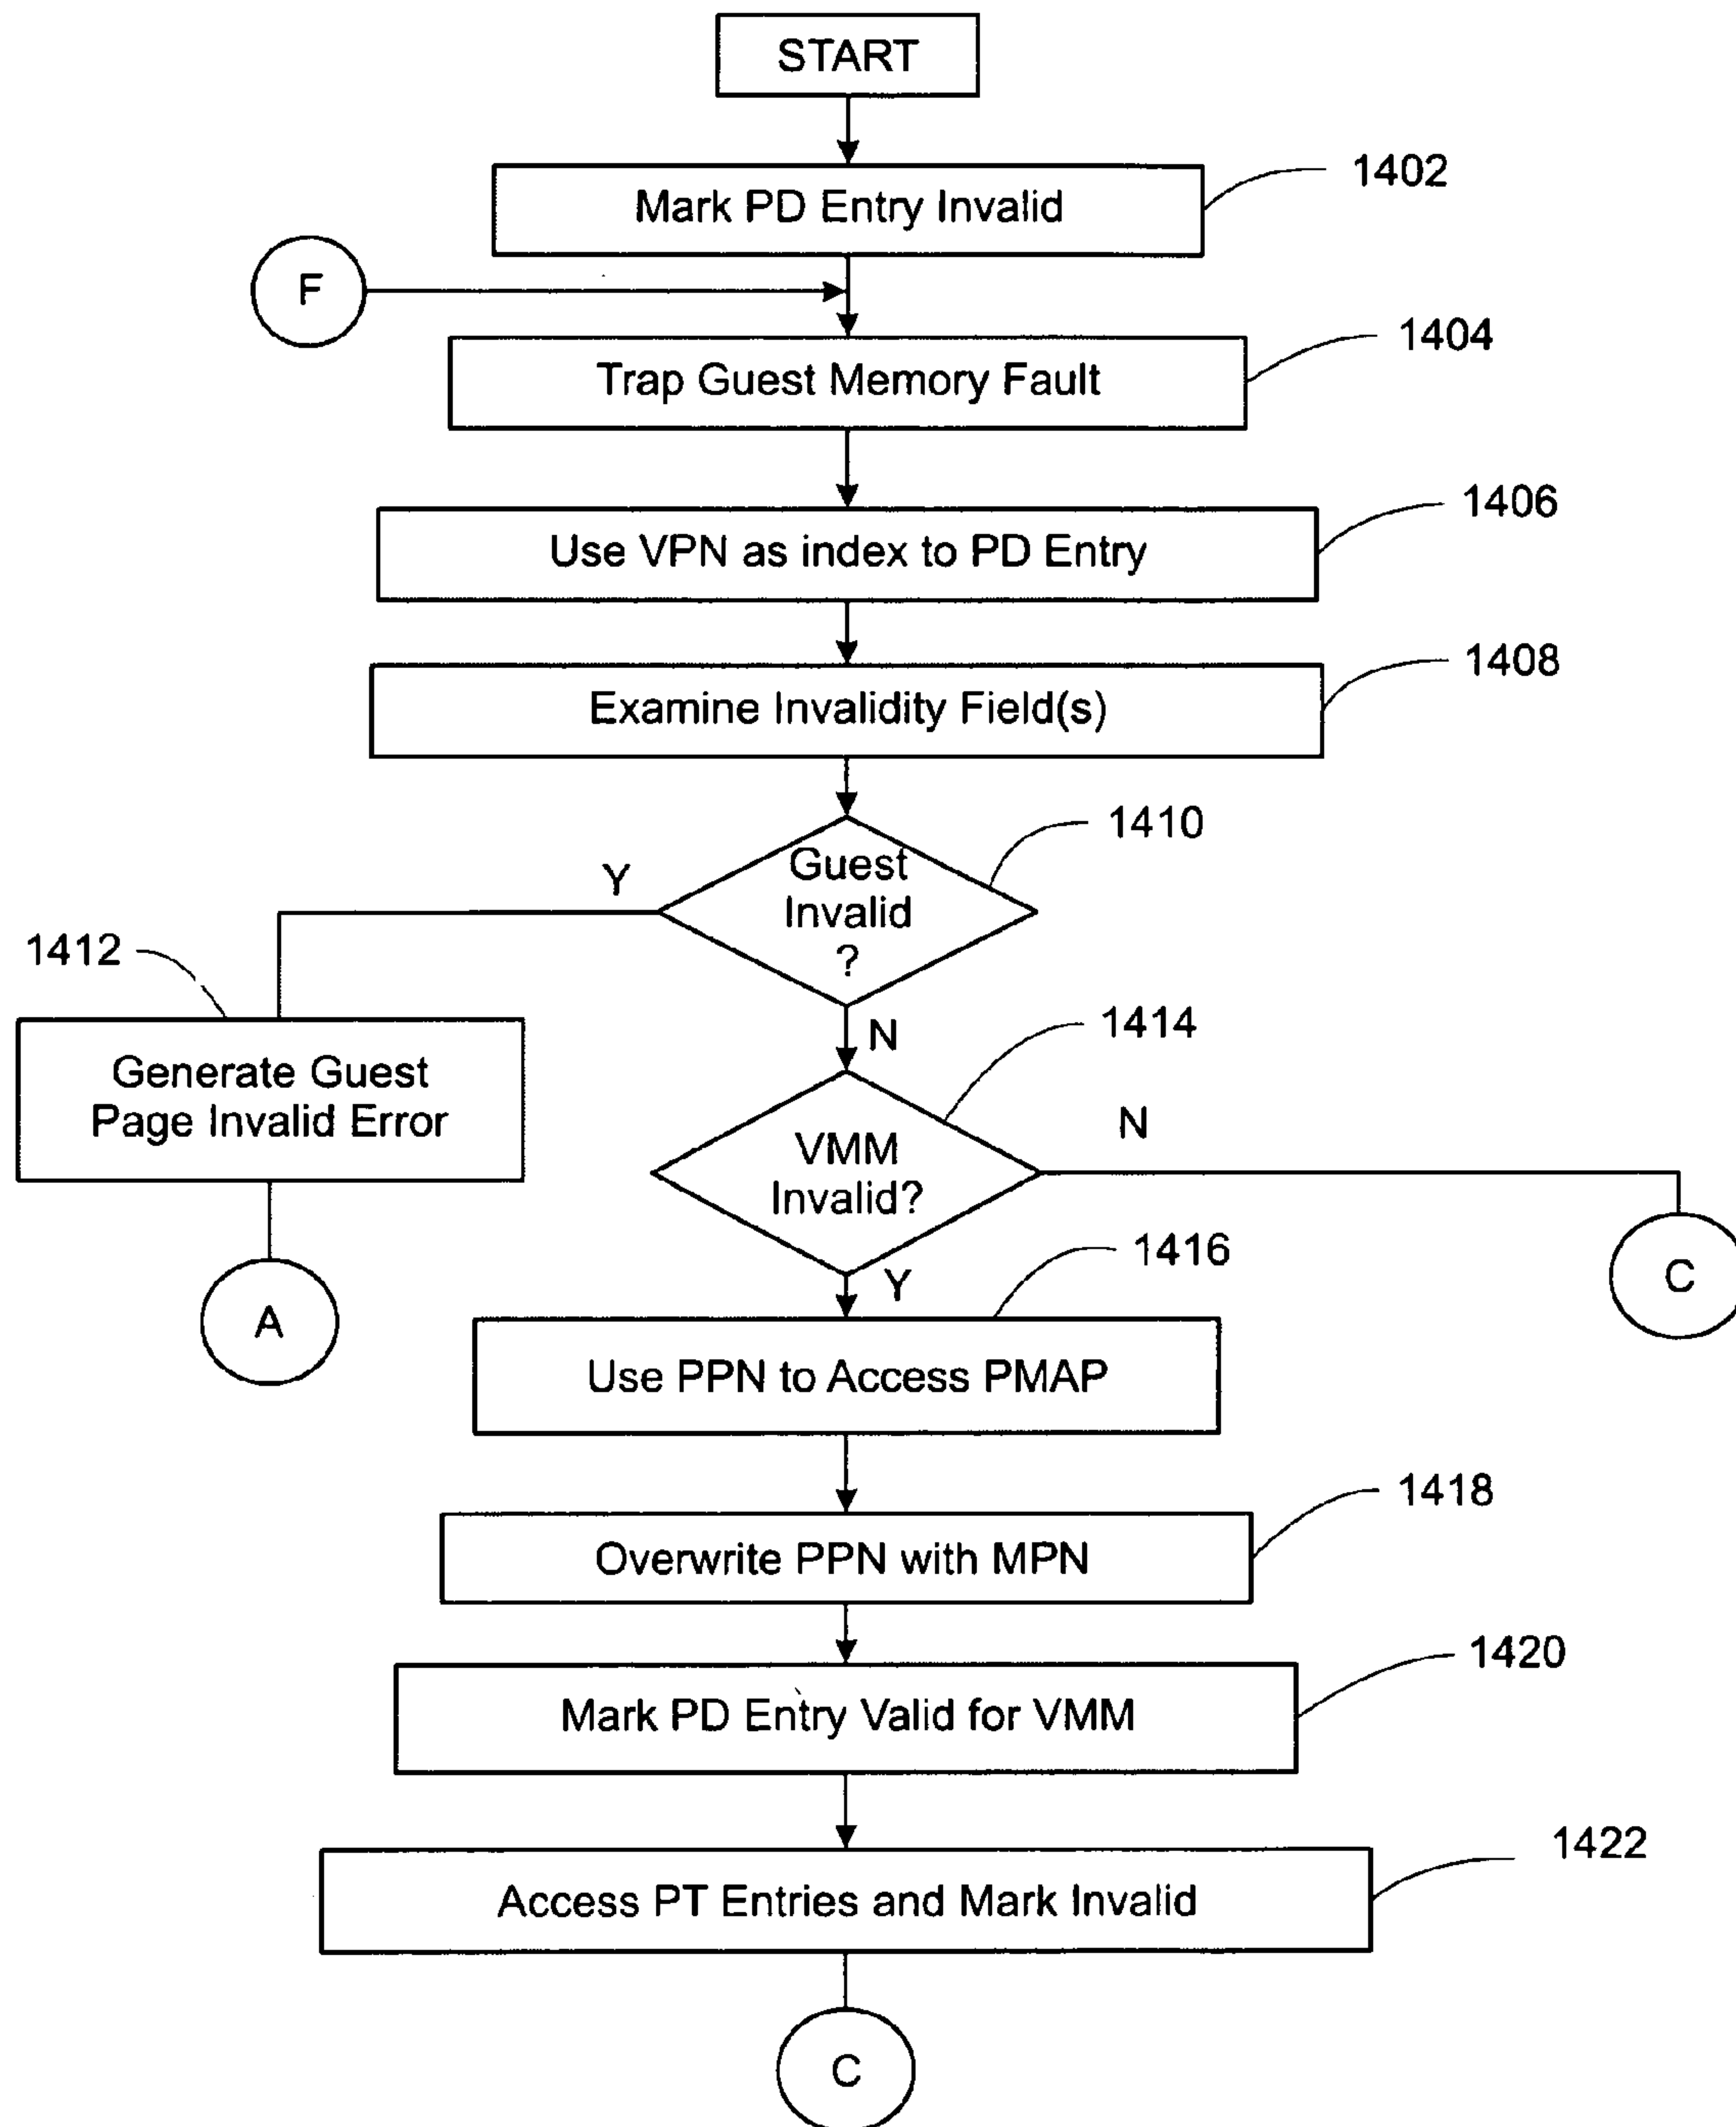 START
1402
Mark PD Entry Invalid
F
1404
Trap Guest Memory Fault
1406
Use VPN as index to PD Entry
1408
Examine Invalidity Field(s)
1410
Y
Guest
Invalid
?
1412
N
1414
Generate Guest
Page Invalid Error
N
VMM
Invalid?
1416
Y
C
A
Use PPN to Access PMAP
1418
Overwrite PPN with MPN
1420
Mark PD Entry Valid for VMM
1422
Access PT Entries and Mark Invalid
C